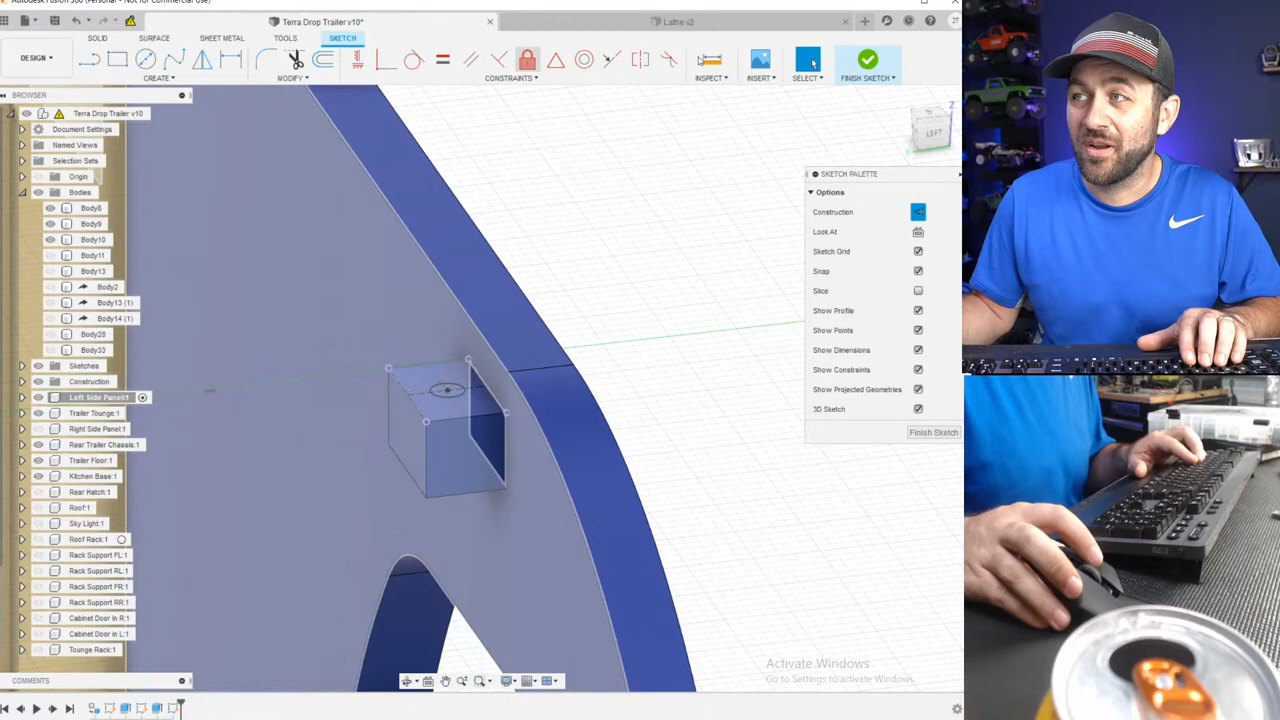 Autodesk Fusion 360 (Personal - Not for Commercial Use)
Terra Drop Trailer v10*
Lathe v2
DESIGN
SOLID
SURFACE
SHEET METAL
TOOLS
SKETCH
CREATE
MODIFY
CONSTRAINTS
INSPECT
INSERT
SELECT
FINISH SKETCH
BROWSER
Terra Drop Trailer v10
Document Settings
Named Views
Selection Sets
Origin
Bodies
Body8
Body9
Body10
Body11
Body13
Body2
Body13 (1)
Body14 (1)
Body28
Body33
Sketches
Construction
Left Side Panel:1
Trailer Tounge:1
Right Side Panel:1
Rear Trailer Chassis:1
Trailer Floor:1
Kitchen Base:1
Rear Hatch:1
Roof:1
Sky Light:1
Roof Rack:1
Rack Support FL:1
Rack Support RL:1
Rack Support FR:1
Rack Support RR:1
Cabinet Door In R:1
Cabinet Door in L:1
Tounge Rack:1
COMMENTS
Z
LEFT
SKETCH PALETTE
Options
Construction
Look At
Sketch Grid
Snap
Slice
Show Profile
Show Points
Show Dimensions
Show Constraints
Show Projected Geometries
3D Sketch
Finish Sketch
Activate Windows
Go to Settings to activate Windows.